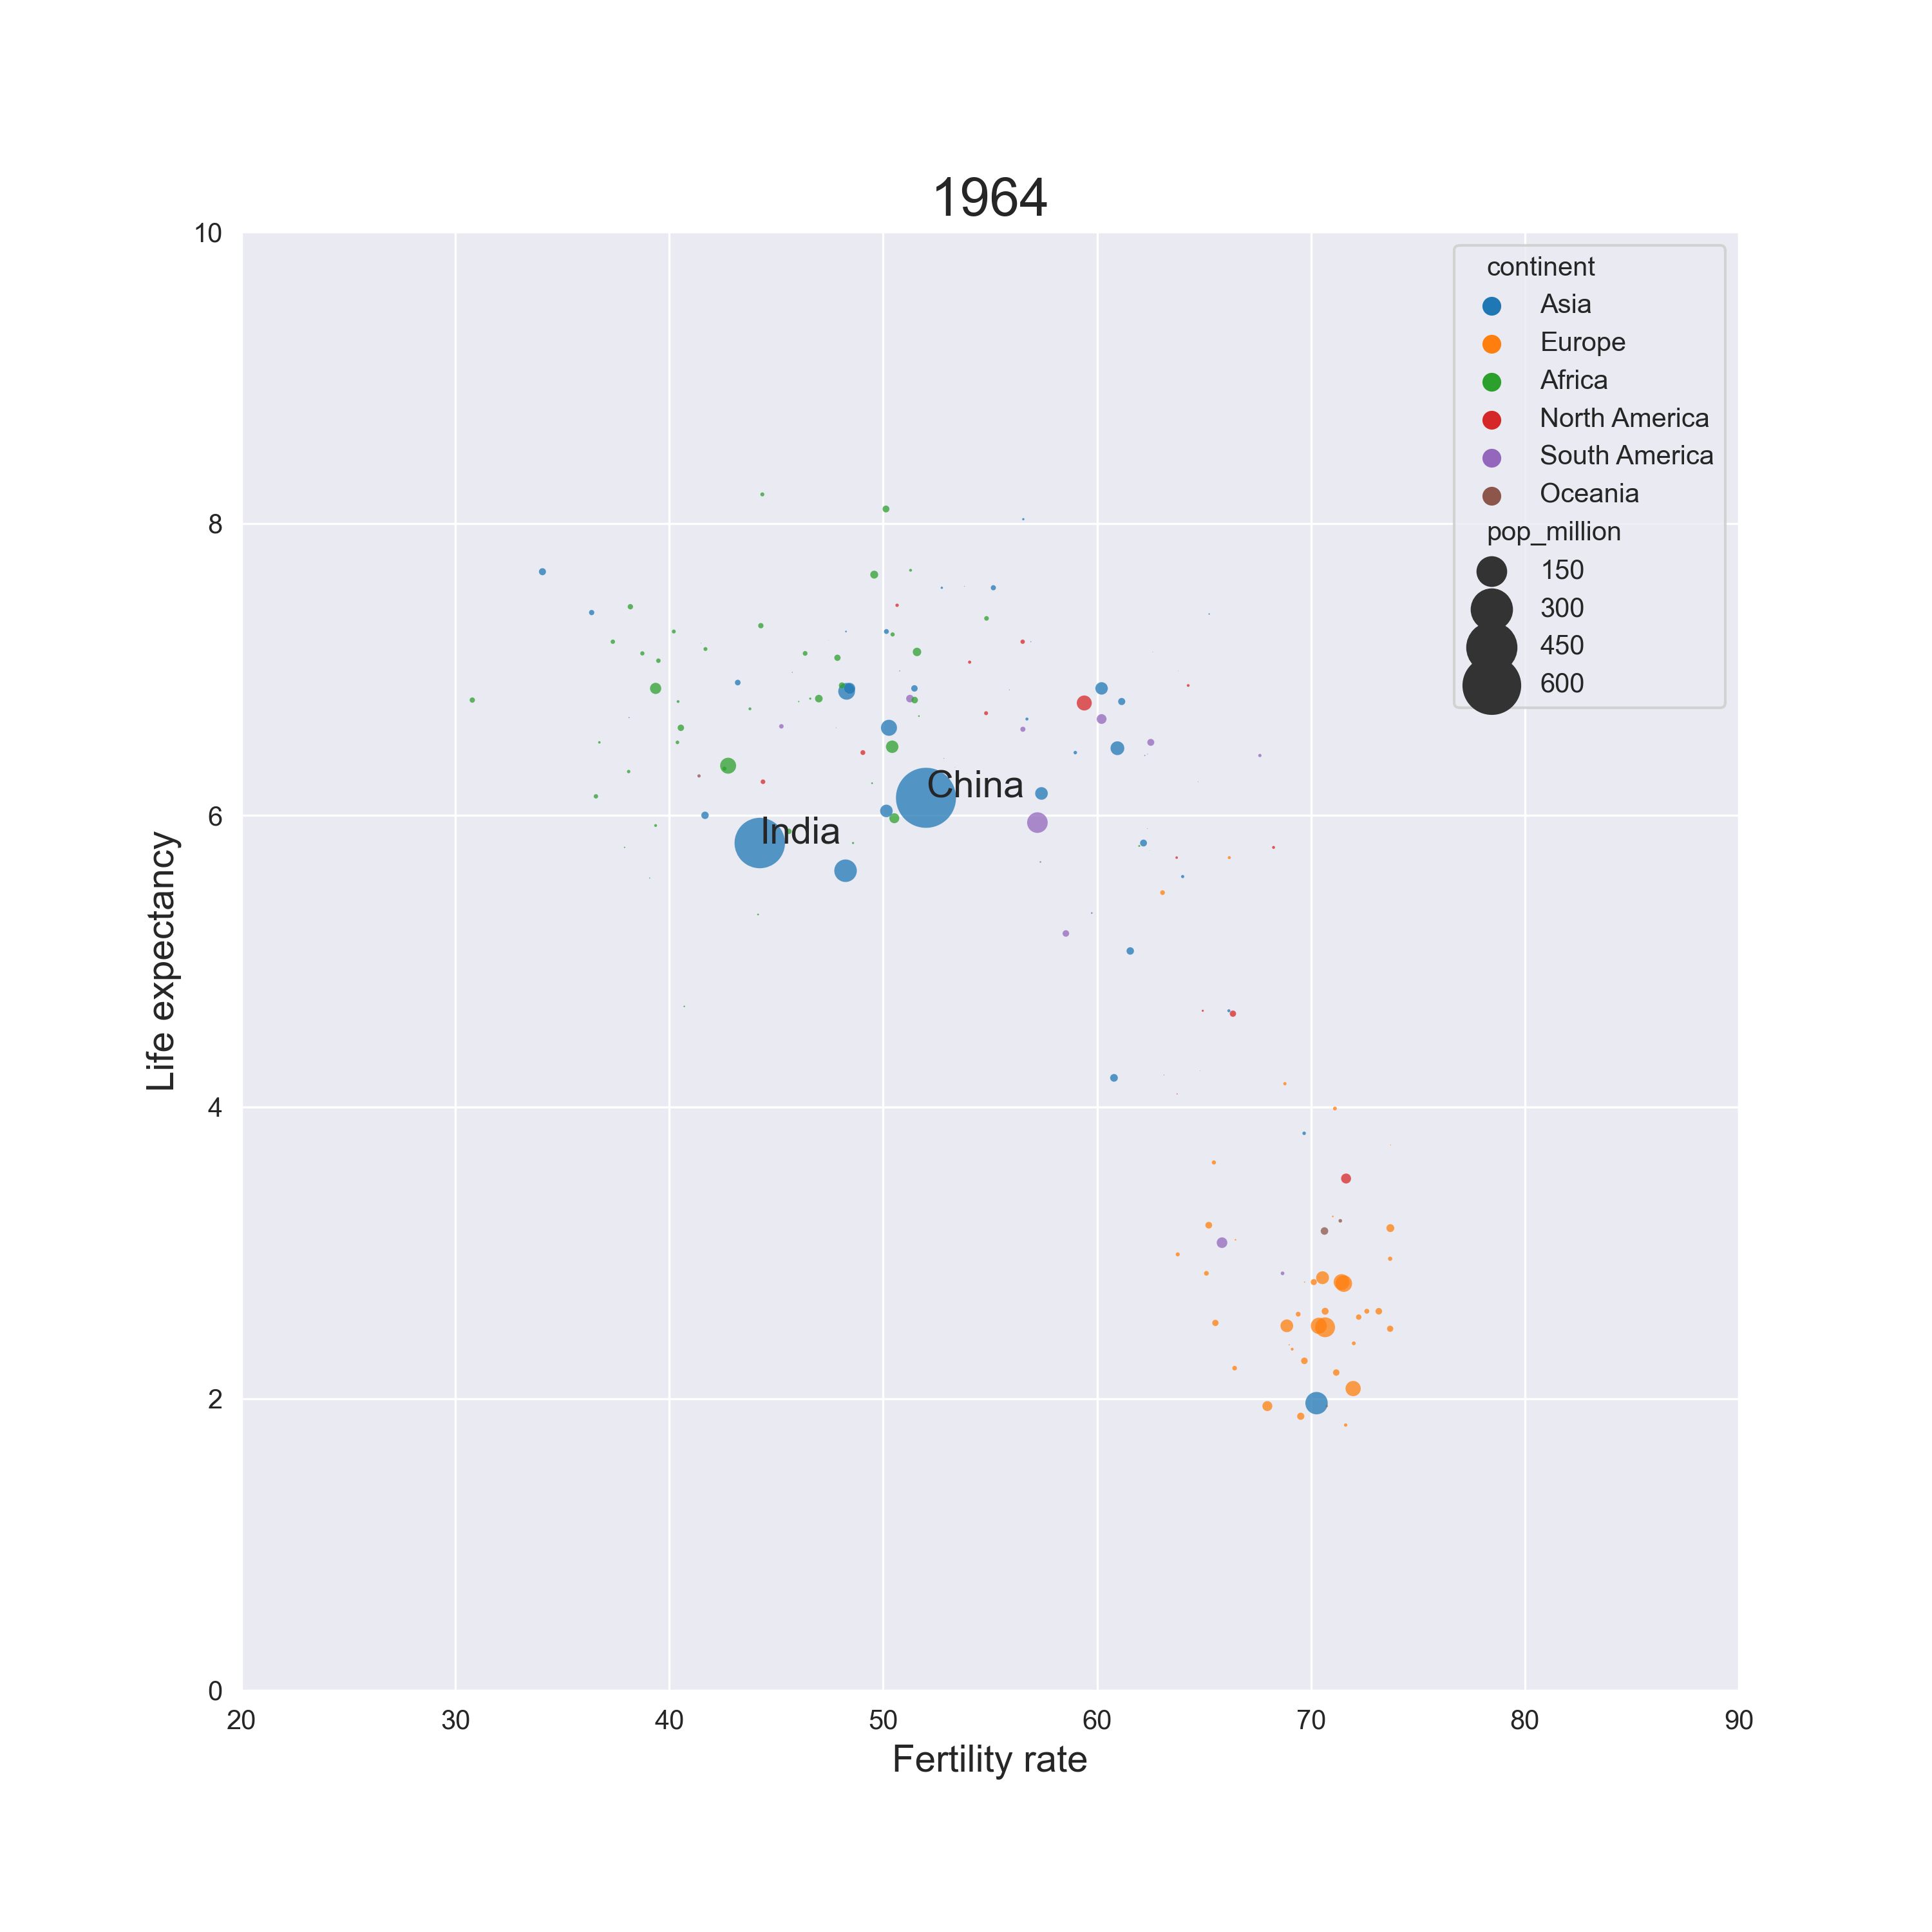 1964
10
8
6
4
2
0
Life expectancy
20 30 40 50 60 70 80 90
Fertility rate
China
India
continent
Asia
Europe
Africa
North America
South America
Oceania
pop_million
150
300
450
600